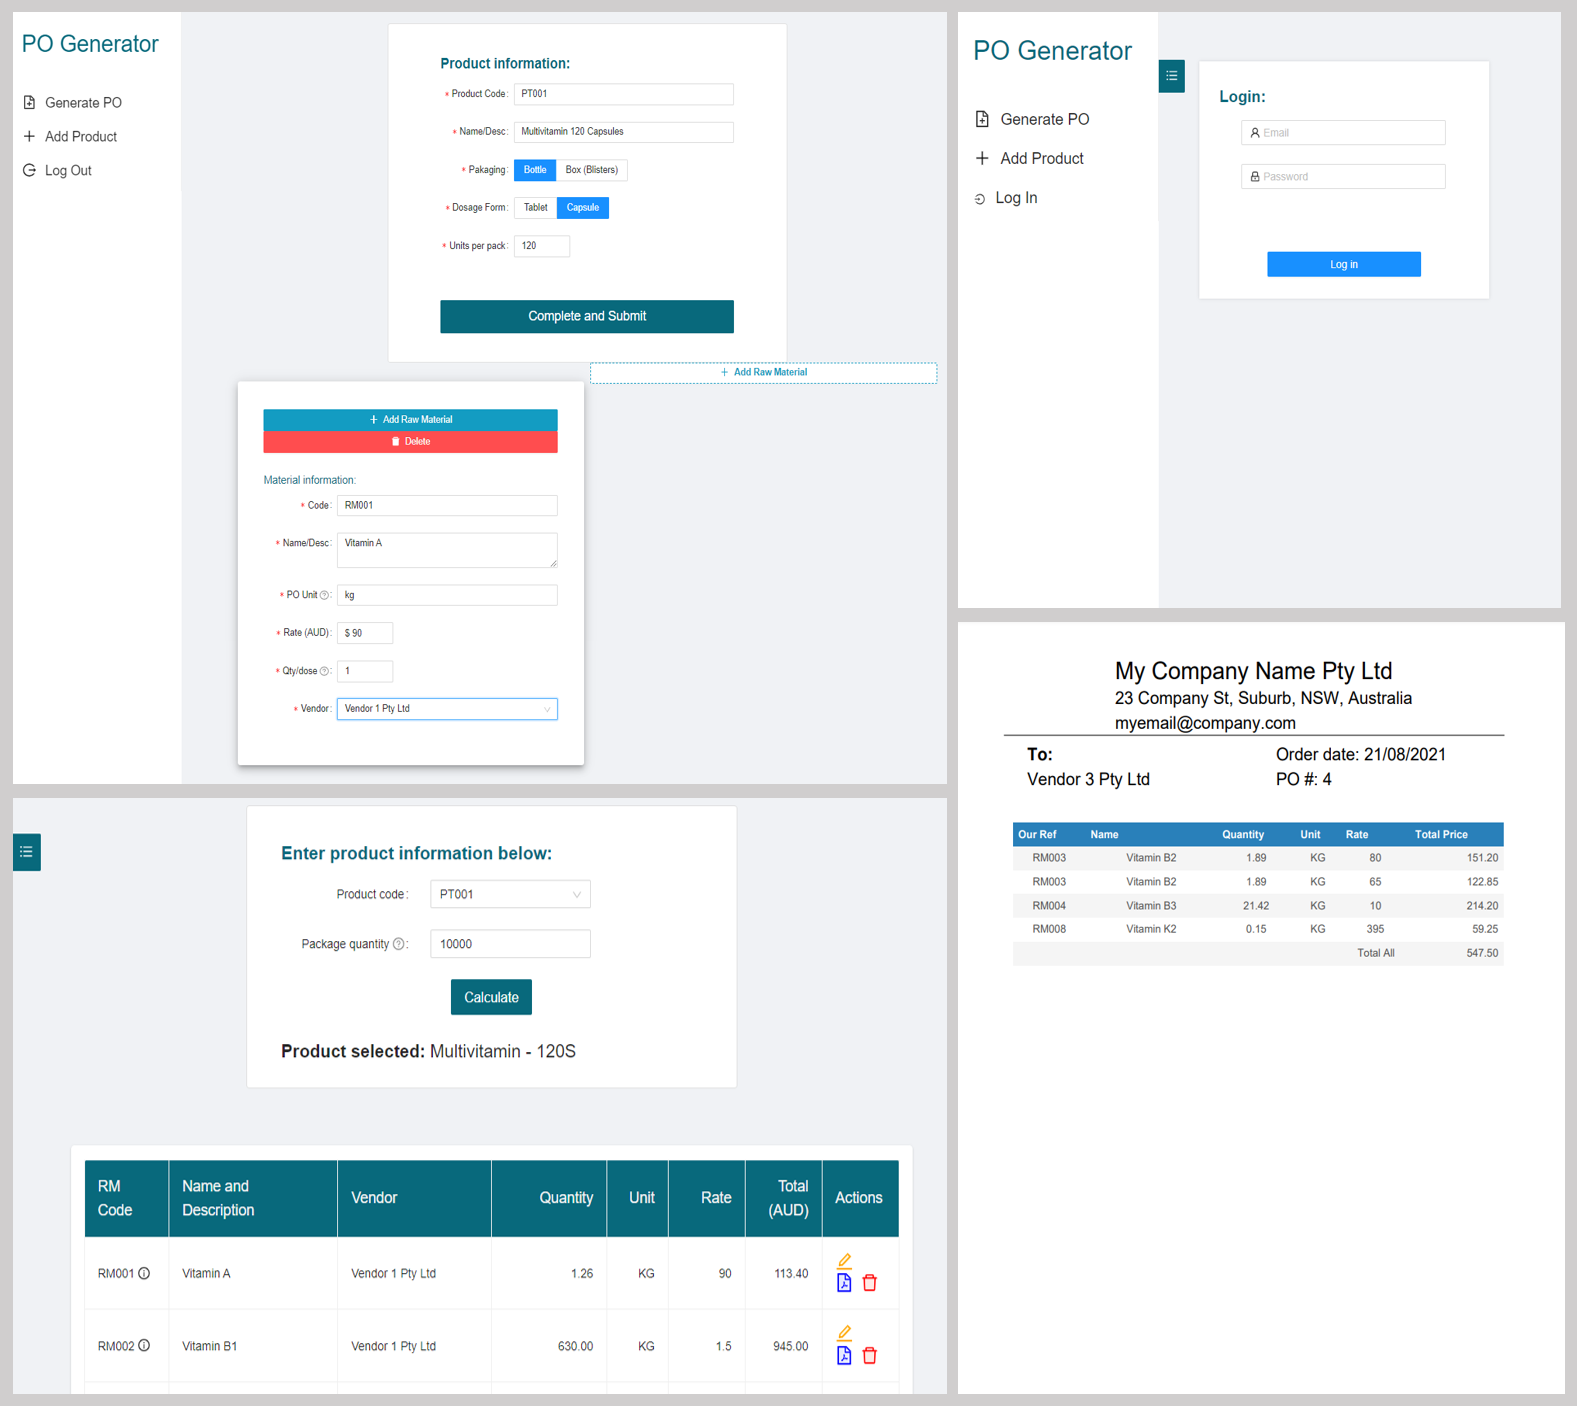 PO Generator
Generate PO
Add Product
Log Out
Product information:
* Product Code: PT001
* Name/Desc: Multivitamin 120 Capsules
* Pakaging: Bottle Box (Blisters)
* Dosage Form: Tablet Capsule
* Units per pack: 120
Complete and Submit
+ Add Raw Material
+ Add Raw Material
Delete
Material information:
* Code: RM001
* Name/Desc: Vitamin A
* PO Unit ?: kg
* Rate (AUD): $ 90
* Qty/dose ?: 1
* Vendor: Vendor 1 Pty Ltd
PO Generator
Generate PO
Add Product
Log In
Login:
Email
Password
Log in
Enter product information below:
Product code: PT001
Package quantity ?: 10000
Calculate
Product selected: Multivitamin - 120S
RM Code Name and Description Vendor Quantity Unit Rate Total (AUD) Actions
RM001 Vitamin A Vendor 1 Pty Ltd 1.26 KG 90 113.40
RM002 Vitamin B1 Vendor 1 Pty Ltd 630.00 KG 1.5 945.00
My Company Name Pty Ltd
23 Company St, Suburb, NSW, Australia
myemail@company.com
To: Order date: 21/08/2021
Vendor 3 Pty Ltd PO #: 4
Our Ref Name Quantity Unit Rate Total Price
RM003 Vitamin B2 1.89 KG 80 151.20
RM003 Vitamin B2 1.89 KG 65 122.85
RM004 Vitamin B3 21.42 KG 10 214.20
RM008 Vitamin K2 0.15 KG 395 59.25
Total All 547.50